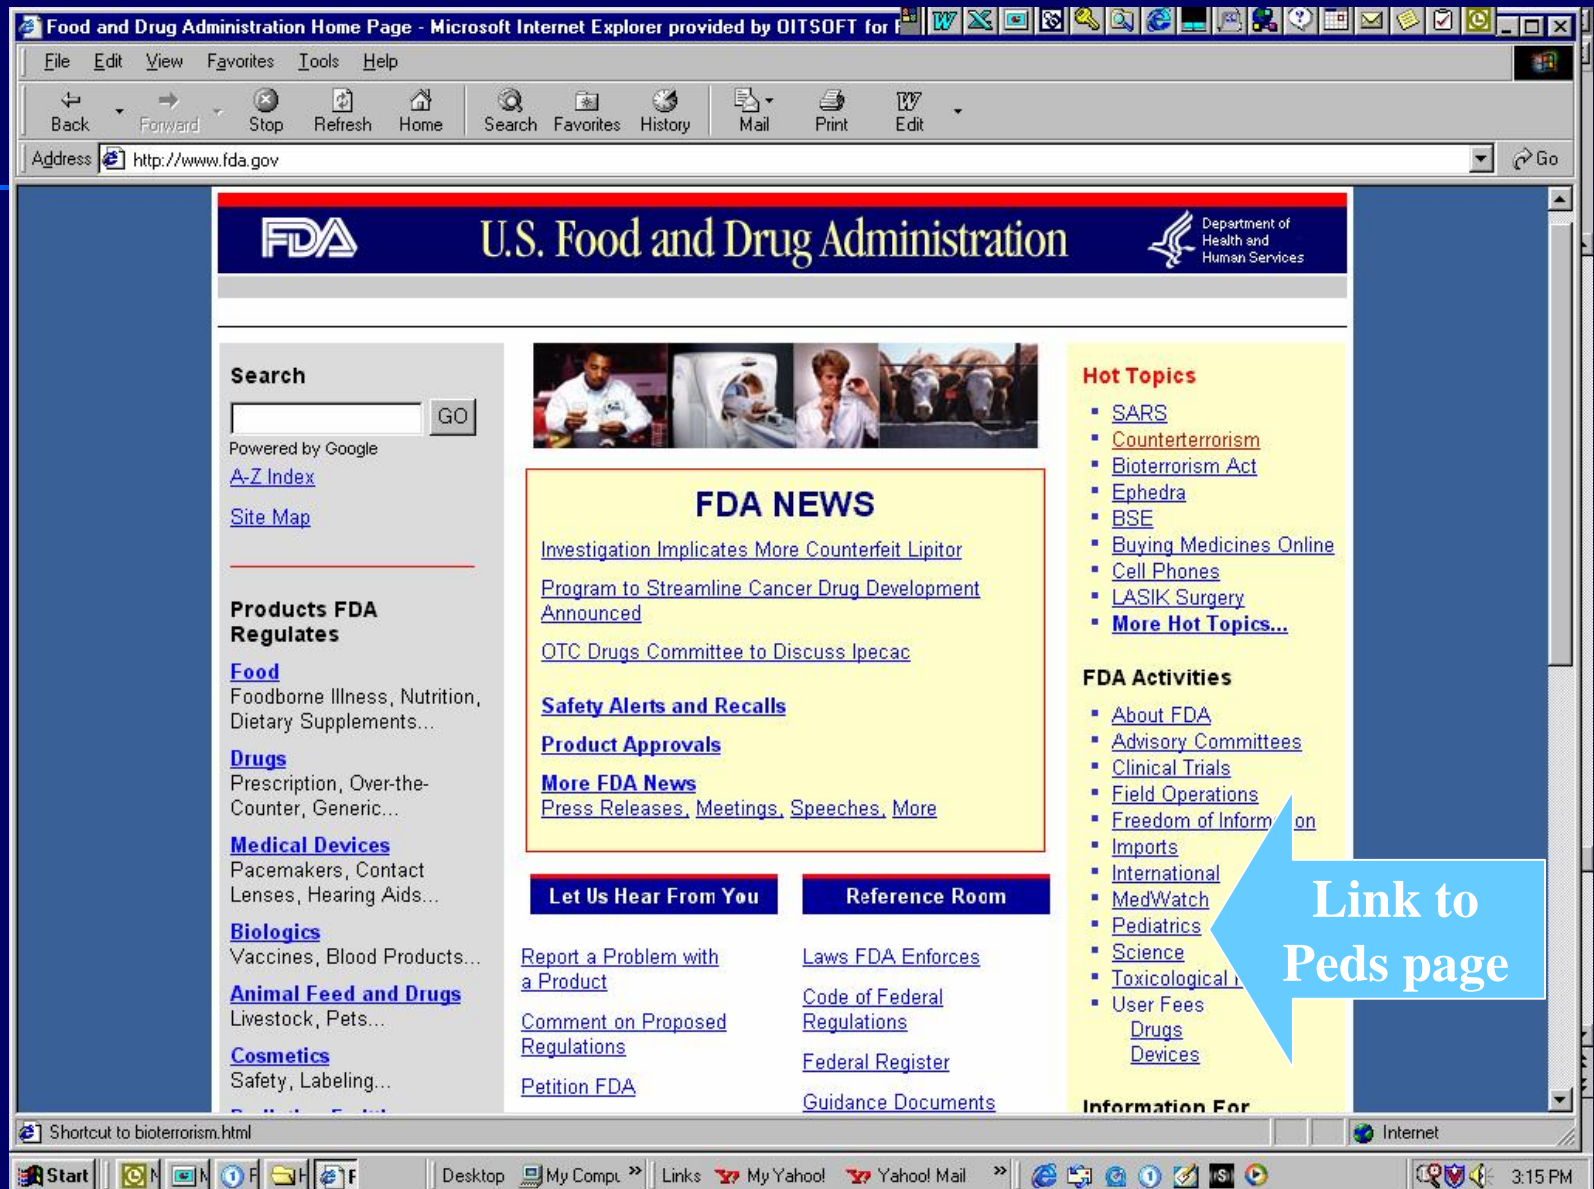 Food and Drug Administration Home Page - Microsoft Internet Explorer provided by OITSOFT for
File Edit View Favorites Tools Help
Back Forward Stop Refresh Home Search Favorites History Mail Print Edit
Address http://www.fda.gov Go
FDA U.S. Food and Drug Administration
Department of
Health and
Human Services
Search
GO
Powered by Google
A-Z Index
Site Map
Products FDA
Regulates
Food
Foodborne Illness, Nutrition,
Dietary Supplements...
Drugs
Prescription, Over-the-
Counter, Generic...
Medical Devices
Pacemakers, Contact
Lenses, Hearing Aids...
Biologics
Vaccines, Blood Products...
Animal Feed and Drugs
Livestock, Pets...
Cosmetics
Safety, Labeling...
FDA NEWS
Investigation Implicates More Counterfeit Lipitor
Program to Streamline Cancer Drug Development
Announced
OTC Drugs Committee to Discuss Ipecac
Safety Alerts and Recalls
Product Approvals
More FDA News
Press Releases, Meetings, Speeches, More
Let Us Hear From You
Report a Problem with
a Product
Comment on Proposed
Regulations
Petition FDA
Reference Room
Laws FDA Enforces
Code of Federal
Regulations
Federal Register
Guidance Documents
Hot Topics
SARS
Counterterrorism
Bioterrorism Act
Ephedra
BSE
Buying Medicines Online
Cell Phones
LASIK Surgery
More Hot Topics...
FDA Activities
About FDA
Advisory Committees
Clinical Trials
Field Operations
Freedom of
Imports
International
MedWatch
Pediatrics
Science
Toxicological
User Fees
Drugs
Devices
Information For
Link to
Peds page
Shortcut to bioterrorism.html Internet
Start Desktop My Links My Yahoo! Yahoo! Mail 3:15 PM